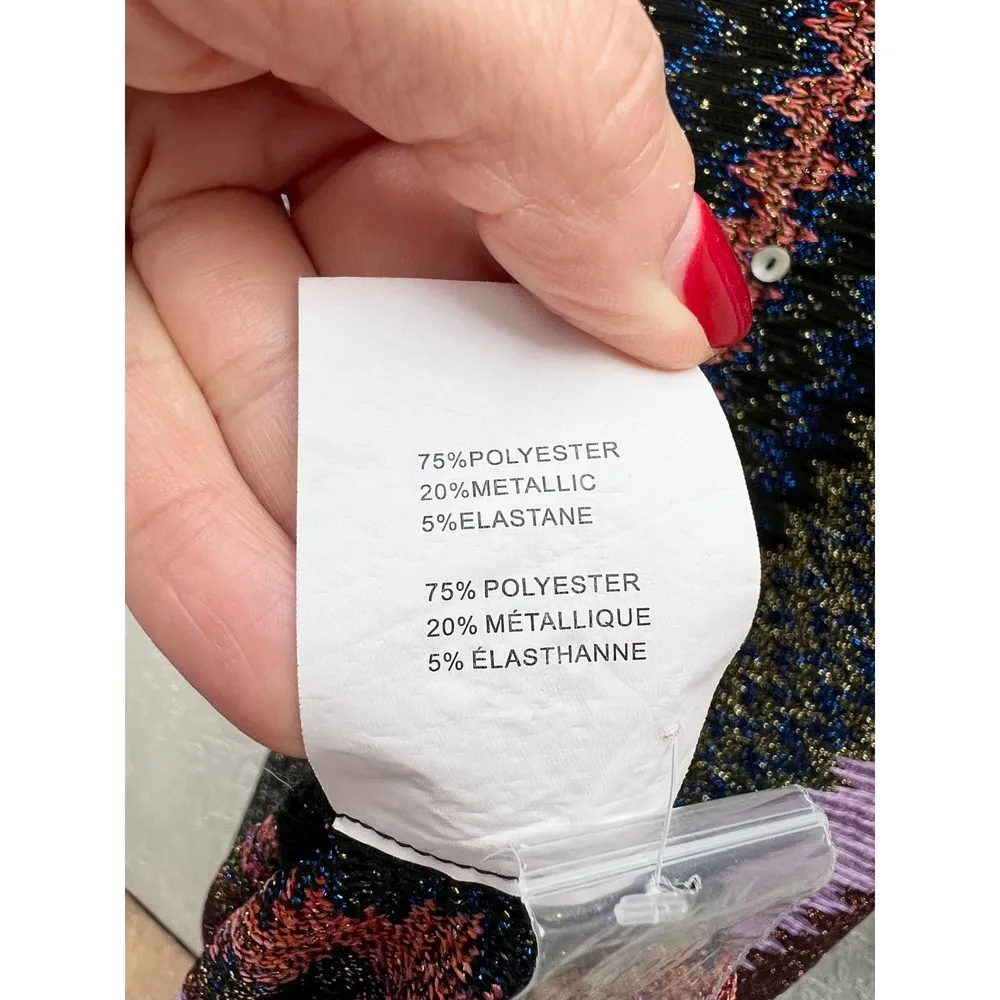 75%POLYESTER
20%METALLIC
5%ELASTANE
75% POLYESTER
20% MÉTALLIQUE
5% ÉLASTHANNE